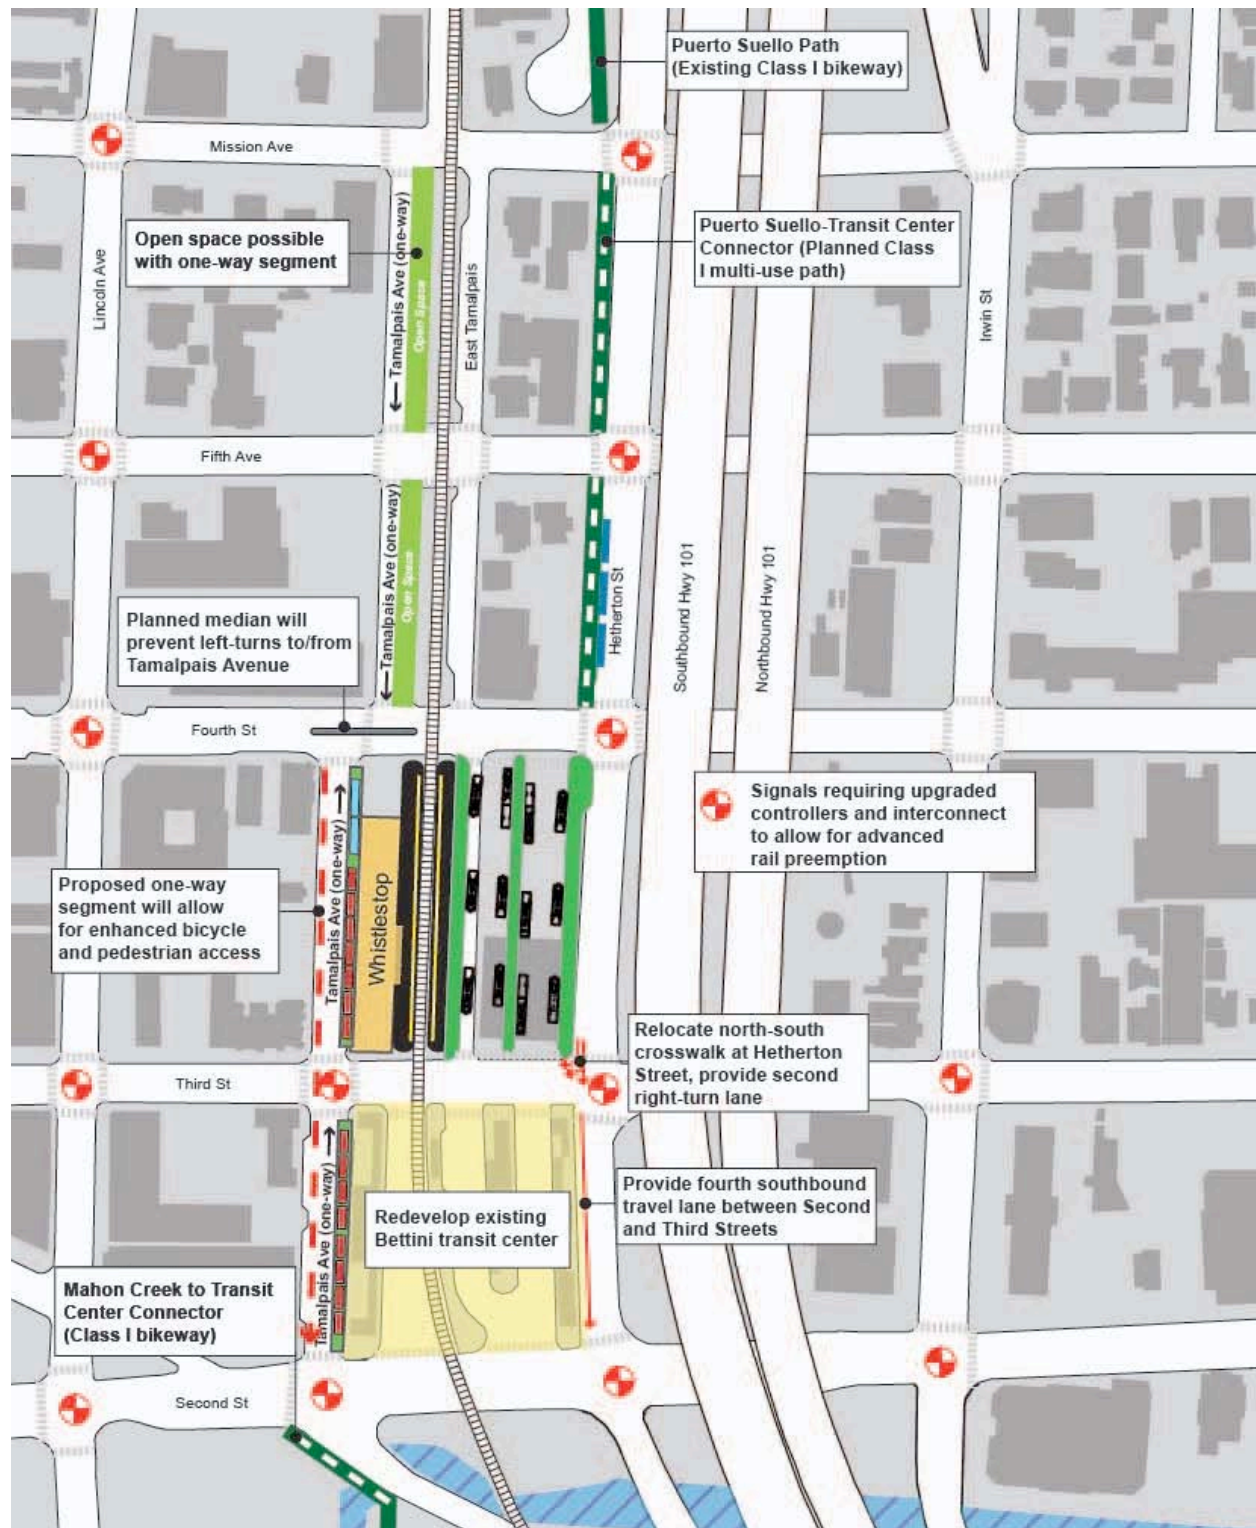 Puerto Suello Path
(Existing Class I bikeway)
Mission Ave
Puerto Suello-Transit Center
Connector (Planned Class
I multi-use path)
Open space possible
with one-way segment
Lincoln Ave
Tamalpais Ave (one-way)
Open Space
East Tamalpais
Irwin St
Fifth Ave
Tamalpais Ave (one-way)
Open Space
Hetherton St
Southbound Hwy 101
Northbound Hwy 101
Planned median will
prevent left-turns to/from
Tamalpais Avenue
Fourth St
Signals requiring upgraded
controllers and interconnect
to allow for advanced
rail preemption
Proposed one-way
segment will allow
for enhanced bicycle
and pedestrian access
Tamalpais Ave (one-way)
Whistlestop
Relocate north-south
crosswalk at Hetherton
Street, provide second
right-turn lane
Third St
Provide fourth southbound
travel lane between Second
and Third Streets
Tamalpais Ave (one-way)
Redevelop existing
Bettini transit center
Mahon Creek to Transit
Center Connector
(Class I bikeway)
Second St